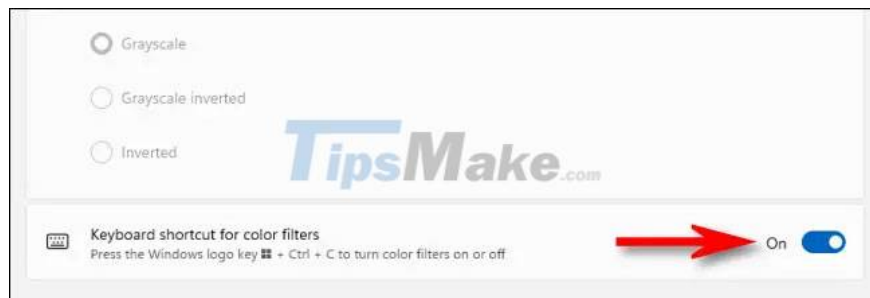 Grayscale
Grayscale inverted
Inverted
TipsMake.com
Keyboard shortcut for color filters
On
Press the Windows logo key + Ctrl + C to turn color filters on or off